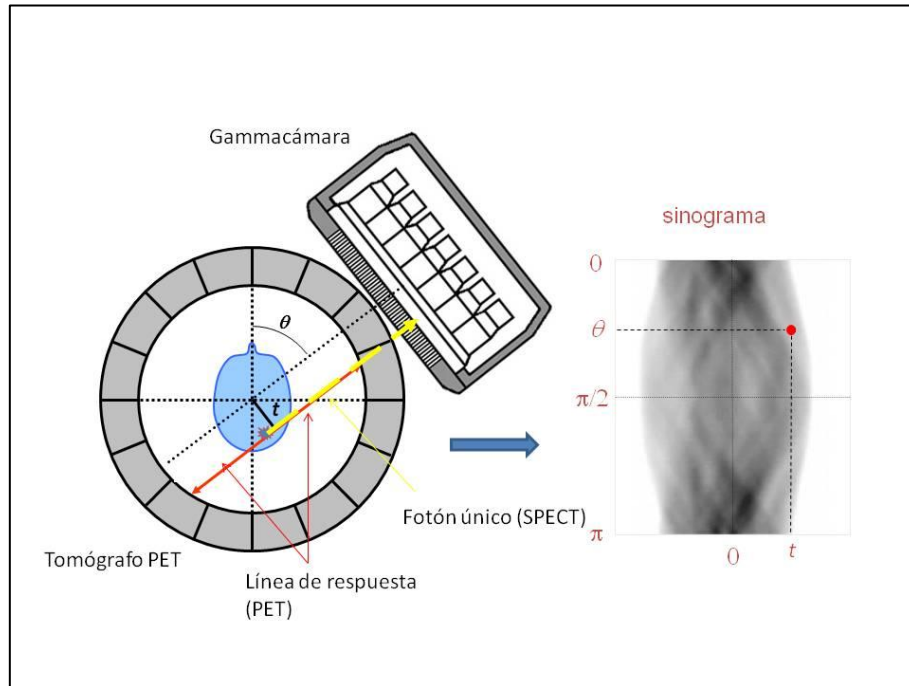 Gammacámara
θ
t
Fotón único (SPECT)
Tomógrafo PET
Línea de respuesta
(PET)
sinograma
0
θ
π/2
π
0
t